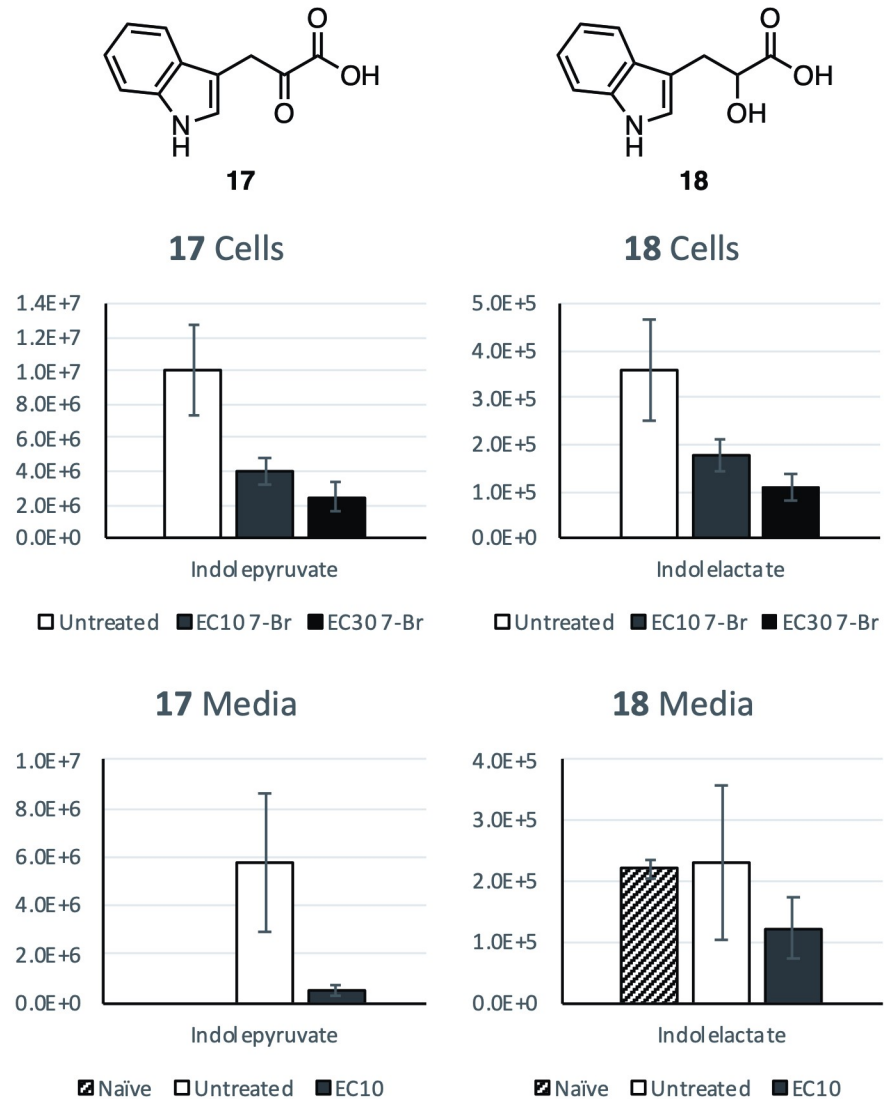 O
OH
O
N
H
17
O
OH
OH
N
H
18
17 Cells
1.4E+7
1.2E+7
1.0E+7
8.0E+6
6.0E+6
4.0E+6
2.0E+6
0.0E+0
Indolepyruvate
Untreated EC10 7-Br EC30 7-Br
18 Cells
5.0E+5
4.0E+5
3.0E+5
2.0E+5
1.0E+5
0.0E+0
Indolelactate
Untreated EC10 7-Br EC30 7-Br
17 Media
1.0E+7
8.0E+6
6.0E+6
4.0E+6
2.0E+6
0.0E+0
Indolepyruvate
Naïve Untreated EC10
18 Media
4.0E+5
3.0E+5
2.0E+5
1.0E+5
0.0E+0
Indolelactate
Naïve Untreated EC10